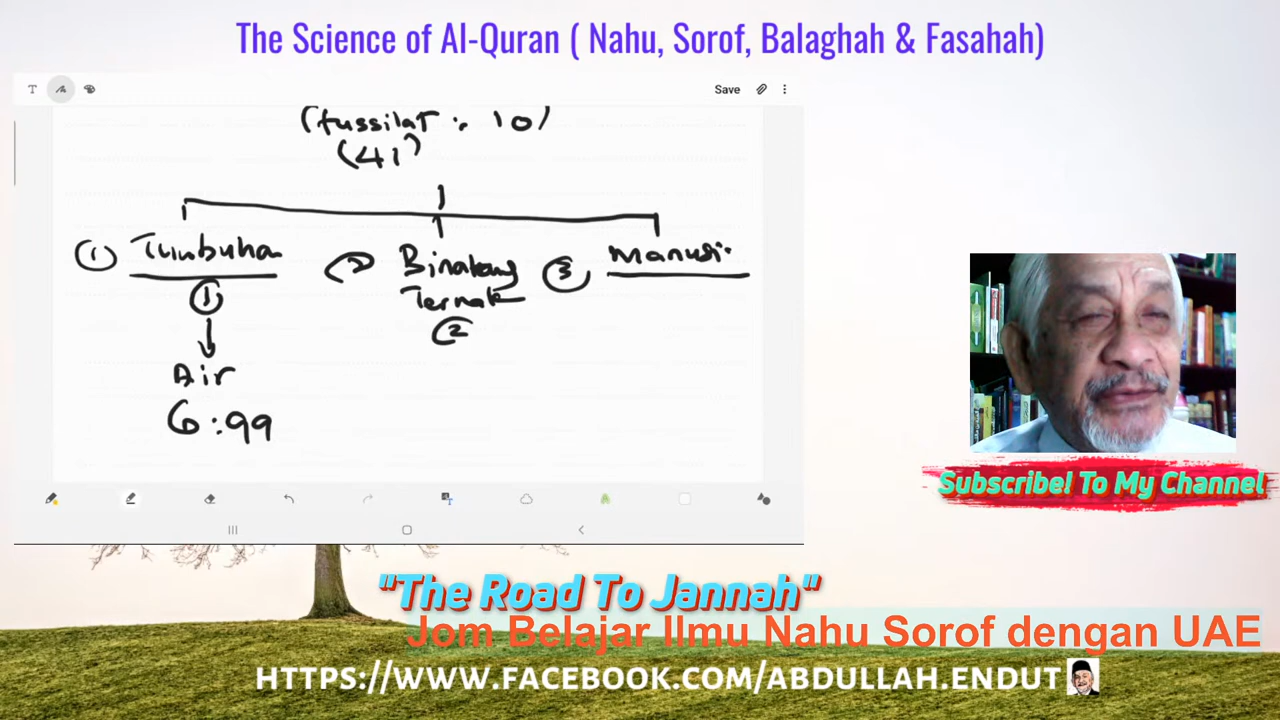 The Science of Al-Quran ( Nahu, Sorof, Balaghah & Fasahah)
T
Save
(fussilat : 10)
(41)
① Tumbuhan
② Binatang
③ Manusi
Ternak
①
②
Air
6:99
Subscribe! To My Channel
"The Road To Jannah"
Jom Belajar Ilmu Nahu Sorof dengan UAE
HTTPS://WWW.FACEBOOK.COM/ABDULLAH.ENDUT